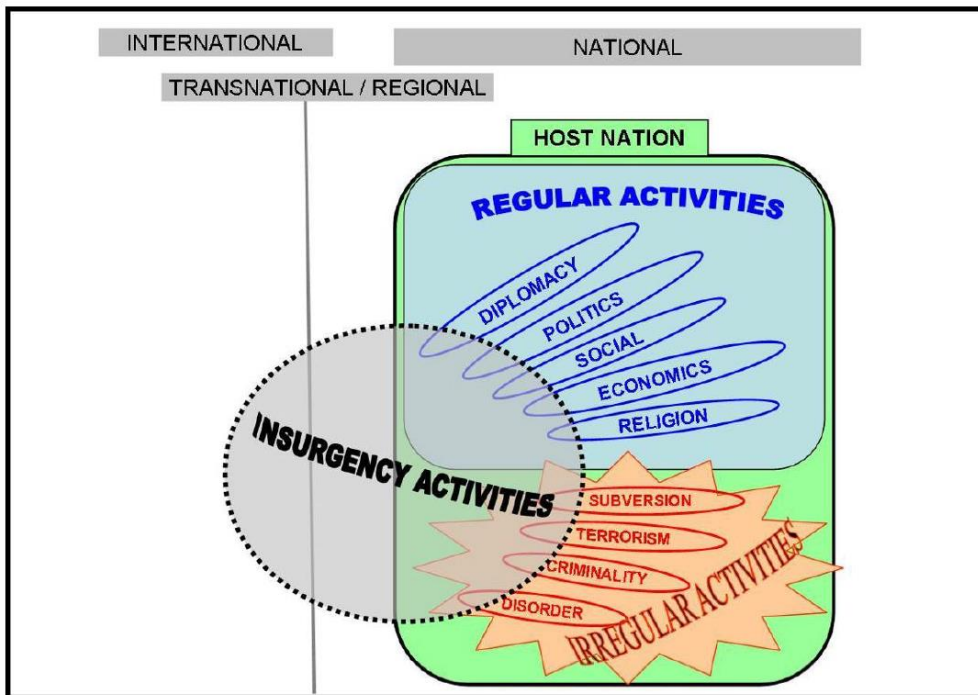 INTERNATIONAL
NATIONAL
TRANSNATIONAL / REGIONAL
HOST NATION
REGULAR ACTIVITIES
DIPLOMACY
POLITICS
SOCIAL
ECONOMICS
RELIGION
INSURGENCY ACTIVITIES
SUBVERSION
TERRORISM
CRIMINALITY
DISORDER
IRREGULAR ACTIVITIES